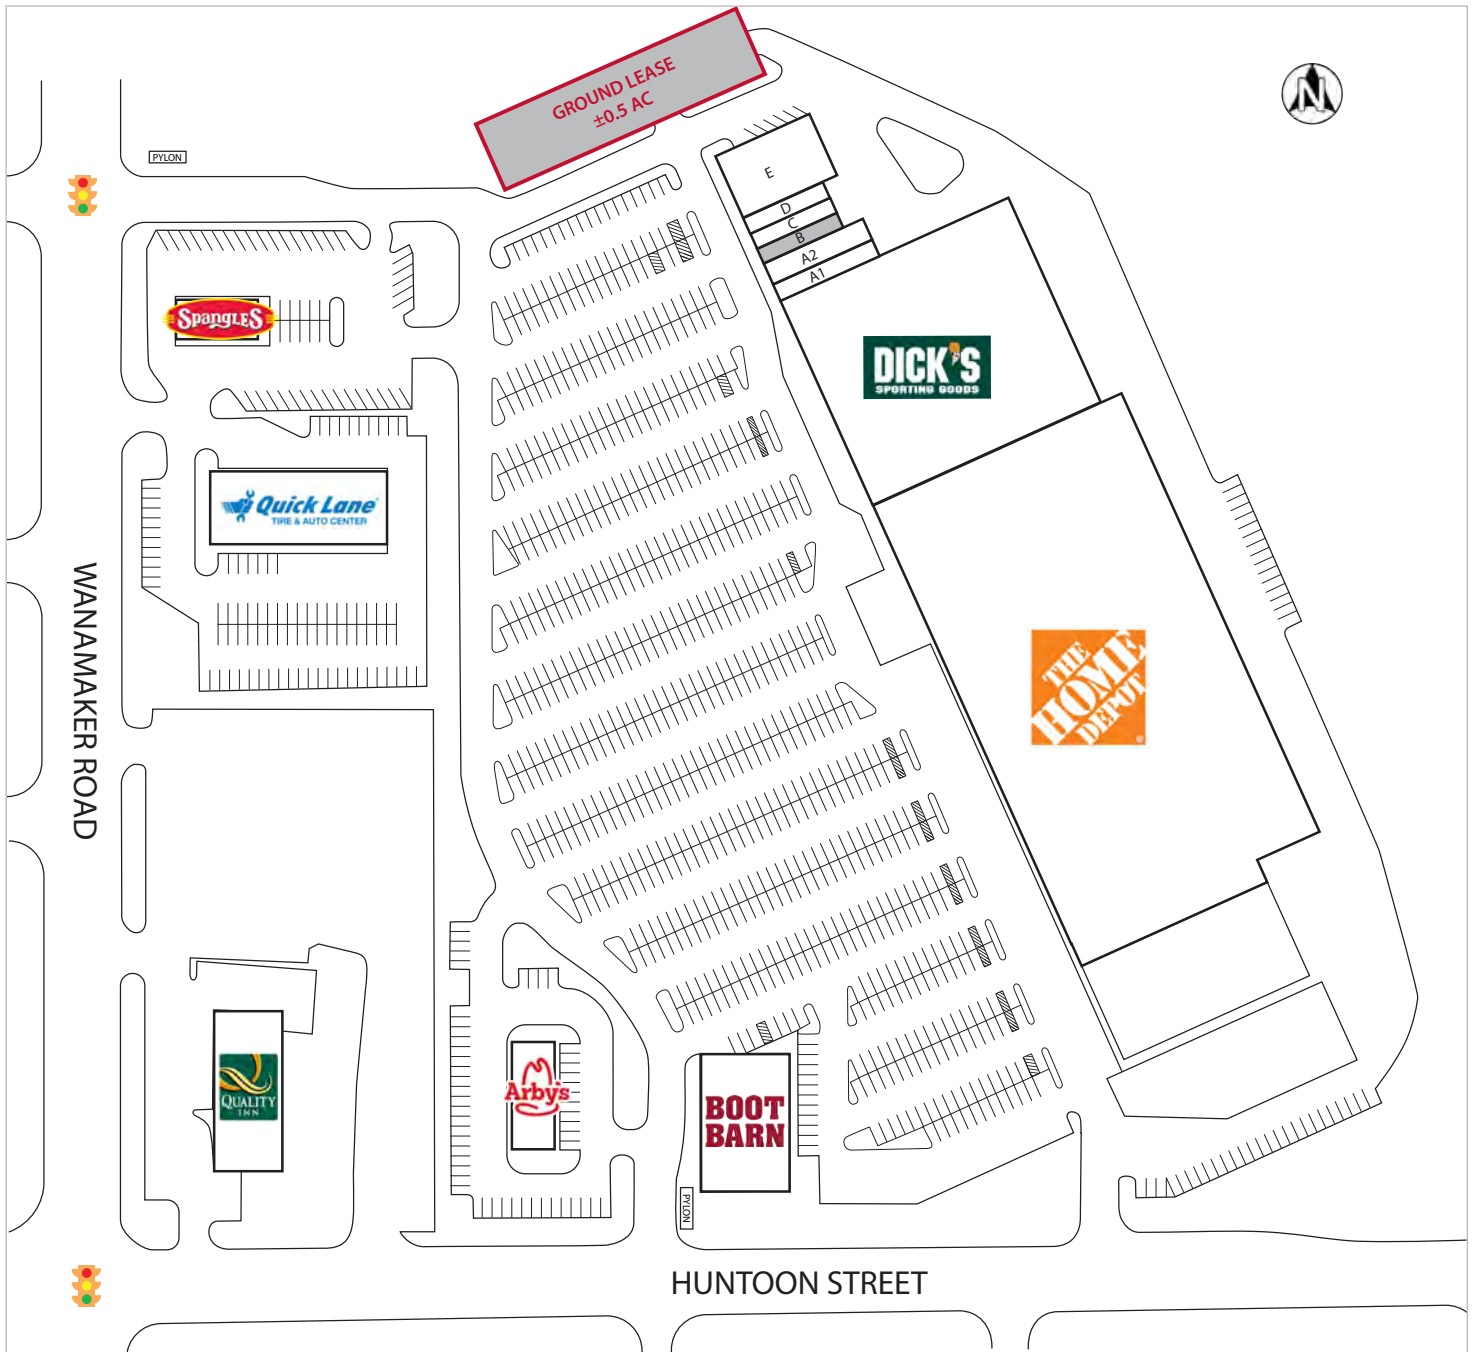 GROUND LEASE
±0.5 AC
N
PYLON
E
D
C
B
A2
A1
SPANGLES
DICK'S
SPORTING GOODS
Quick Lane
TIRE & AUTO CENTER
WANAMAKER ROAD
THE
HOME
DEPOT
QUALITY
INN
Arby's
BOOT
BARN
PYLON
HUNTOON STREET